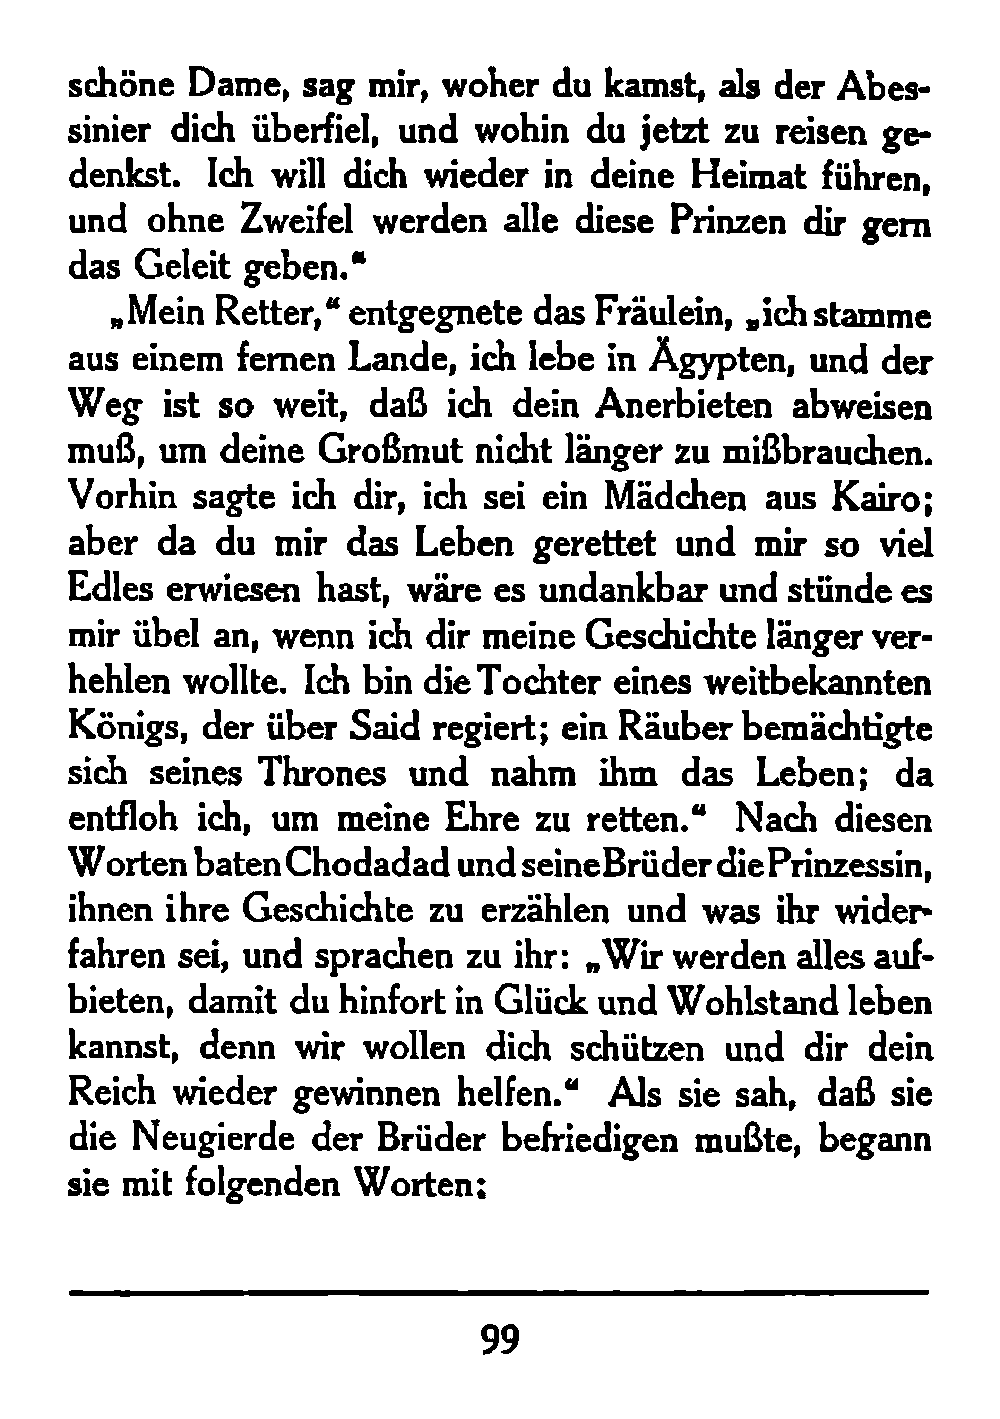 schöne Dame, sag mir, woher du kamst, als der Abes-
sinier dich überfiel, und wohin du jetzt zu reisen ge-
denkst. Ich will dich wieder in deine Heimat führen,
und ohne Zweifel werden alle diese Prinzen dir gern
das Geleit geben.“
„Mein Retter,“ entgegnete das Fräulein, „ich stamme
aus einem fernen Lande, ich lebe in Ägypten, und der
Weg ist so weit, daß ich dein Anerbieten abweisen
muß, um deine Großmut nicht länger zu mißbrauchen.
Vorhin sagte ich dir, ich sei ein Mädchen aus Kairo;
aber da du mir das Leben gerettet und mir so viel
Edles erwiesen hast, wäre es undankbar und stünde es
mir übel an, wenn ich dir meine Geschichte länger ver-
hehlen wollte. Ich bin die Tochter eines weitbekannten
Königs, der über Said regiert; ein Räuber bemächtigte
sich seines Thrones und nahm ihm das Leben; da
entfloh ich, um meine Ehre zu retten.“ Nach diesen
Worten baten Chodadad und seine Brüder die Prinzessin,
ihnen ihre Geschichte zu erzählen und was ihr wider-
fahren sei, und sprachen zu ihr: „Wir werden alles auf-
bieten, damit du hinfort in Glück und Wohlstand leben
kannst, denn wir wollen dich schützen und dir dein
Reich wieder gewinnen helfen.“ Als sie sah, daß sie
die Neugierde der Brüder befriedigen mußte, begann
sie mit folgenden Worten:
99